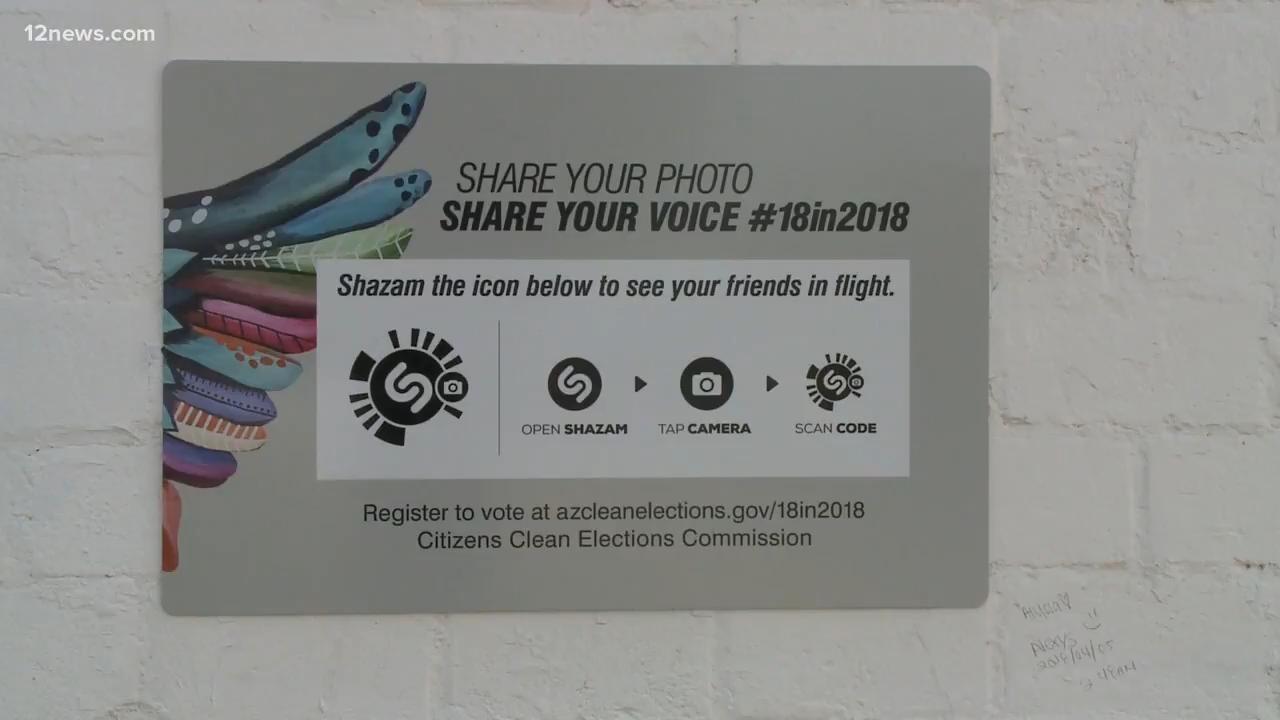 12news.com
SHARE YOUR PHOTO
SHARE YOUR VOICE #18in2018
Shazam the icon below to see your friends in flight.
OPEN SHAZAM
TAP CAMERA
SCAN CODE
Register to vote at azcleanelections.gov/18in2018
Citizens Clean Elections Commission
Alexys